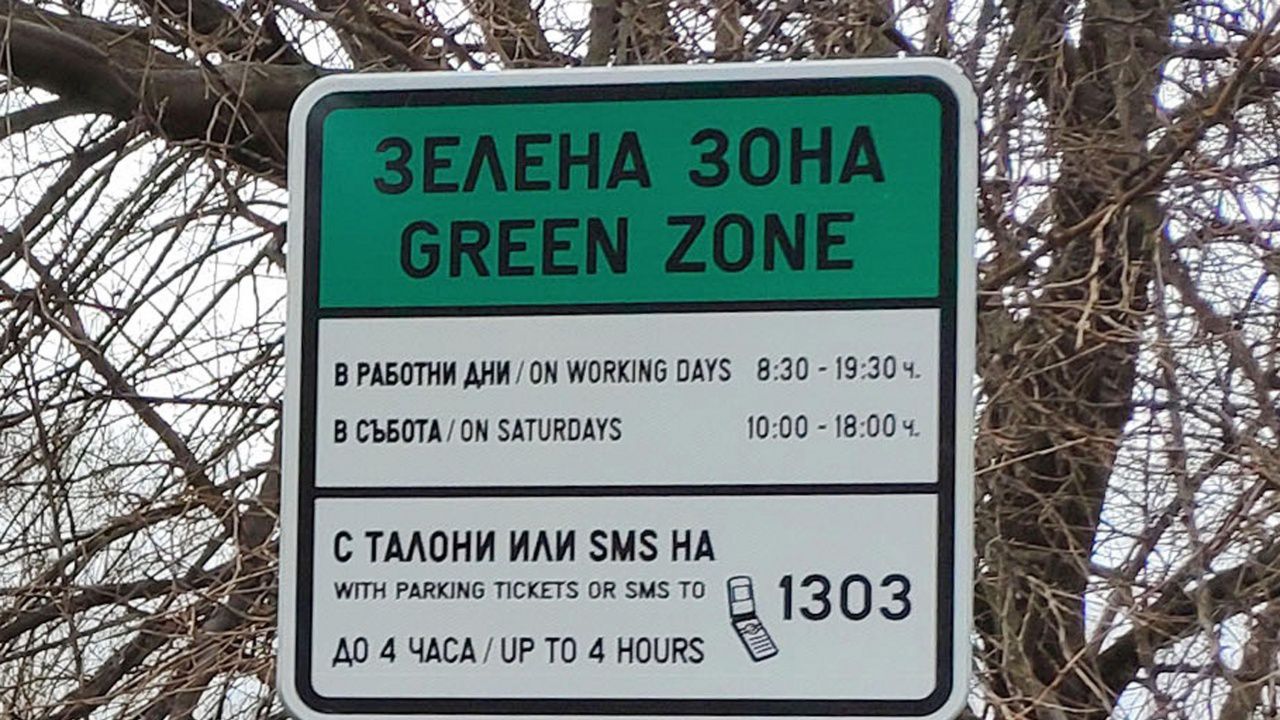 ЗЕЛЕНА ЗОНА
GREEN ZONE
В РАБОТНИ ДНИ / ON WORKING DAYS 8:30 - 19:30 ч.
В СЪБОТА / ON SATURDAYS 10:00 - 18:00 ч.
С ТАЛОНИ ИЛИ SMS НА
WITH PARKING TICKETS OR SMS TO 1303
ДО 4 ЧАСА / UP TO 4 HOURS